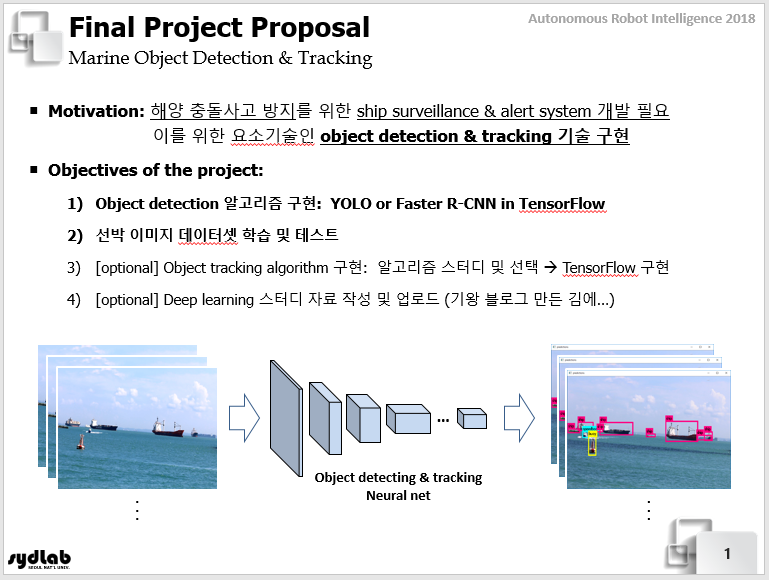 Autonomous Robot Intelligence 2018
Final Project Proposal
Marine Object Detection & Tracking
Motivation: 해양 충돌사고 방지를 위한 ship surveillance & alert system 개발 필요
이를 위한 요소기술인 object detection & tracking 기술 구현
Objectives of the project:
1) Object detection 알고리즘 구현: YOLO or Faster R-CNN in TensorFlow
2) 선박 이미지 데이터셋 학습 및 테스트
3) [optional] Object tracking algorithm 구현: 알고리즘 스터디 및 선택 → TensorFlow 구현
4) [optional] Deep learning 스터디 자료 작성 및 업로드 (기왕 블로그 만든 김에...)
...
Object detecting & tracking
Neural net
sydlab
SEOUL NAT'L UNIV.
1